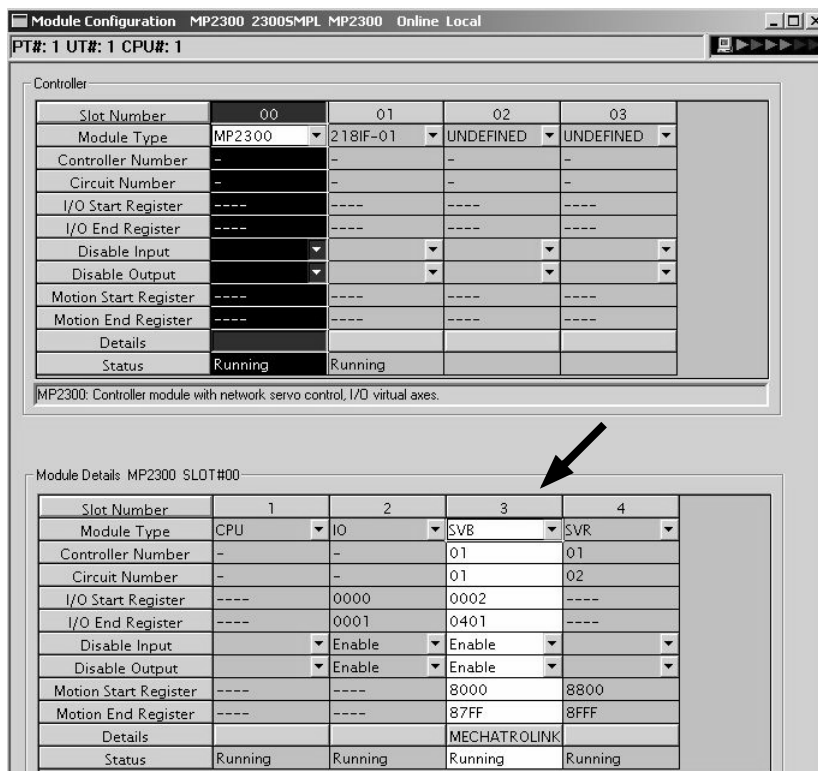 Module Configuration MP2300 2300SMPL MP2300 Online Local
PT#: 1 UT#: 1 CPU#: 1
Controller
Slot Number 00 01 02 03
Module Type MP2300 218IF-01 UNDEFINED UNDEFINED
Controller Number - - - -
Circuit Number - - - -
I/O Start Register ---- ---- ---- ----
I/O End Register ---- ---- ---- ----
Disable Input
Disable Output
Motion Start Register ---- ---- ---- ----
Motion End Register ---- ---- ---- ----
Details
Status Running Running
MP2300: Controller module with network servo control, I/O virtual axes.
Module Details MP2300 SLOT#00
Slot Number 1 2 3 4
Module Type CPU IO SVB SVR
Controller Number - - 01 01
Circuit Number - - 01 02
I/O Start Register ---- 0000 0002 ----
I/O End Register ---- 0001 0401 ----
Disable Input Enable Enable
Disable Output Enable Enable
Motion Start Register ---- ---- 8000 8800
Motion End Register ---- ---- 87FF 8FFF
Details MECHATROLINK
Status Running Running Running Running